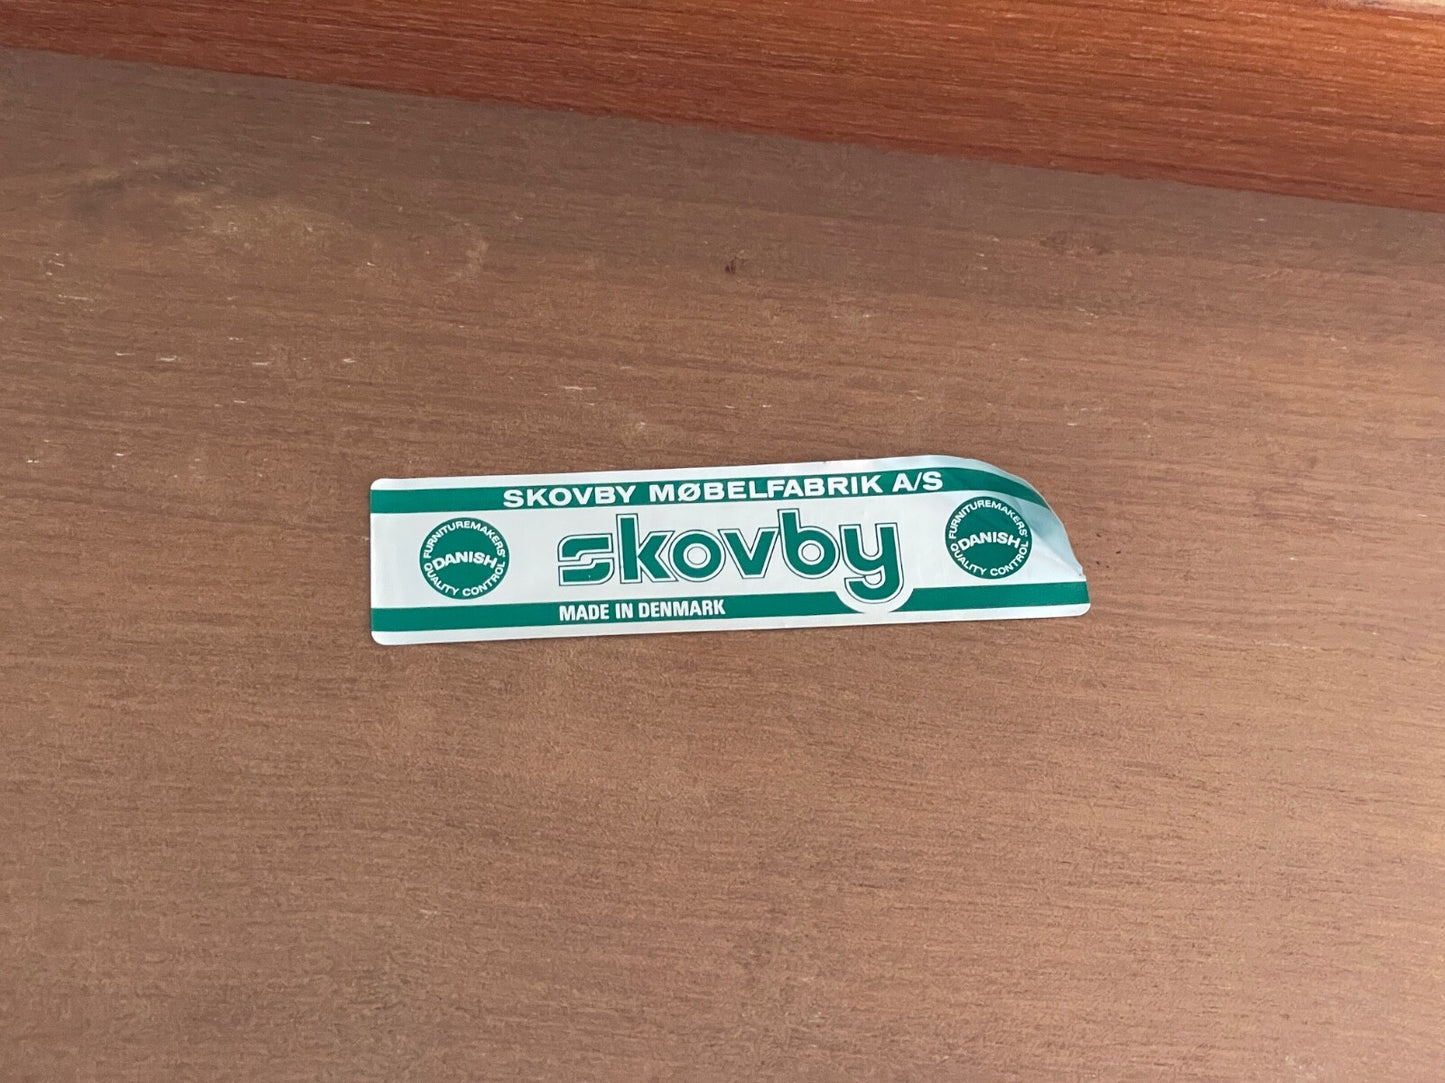 SKOVBY MØBELFABRIK A/S
FURNITUREMAKERS'
DANISH
QUALITY CONTROL
skovby
FURNITUREMAKERS'
DANISH
QUALITY CONTROL
MADE IN DENMARK